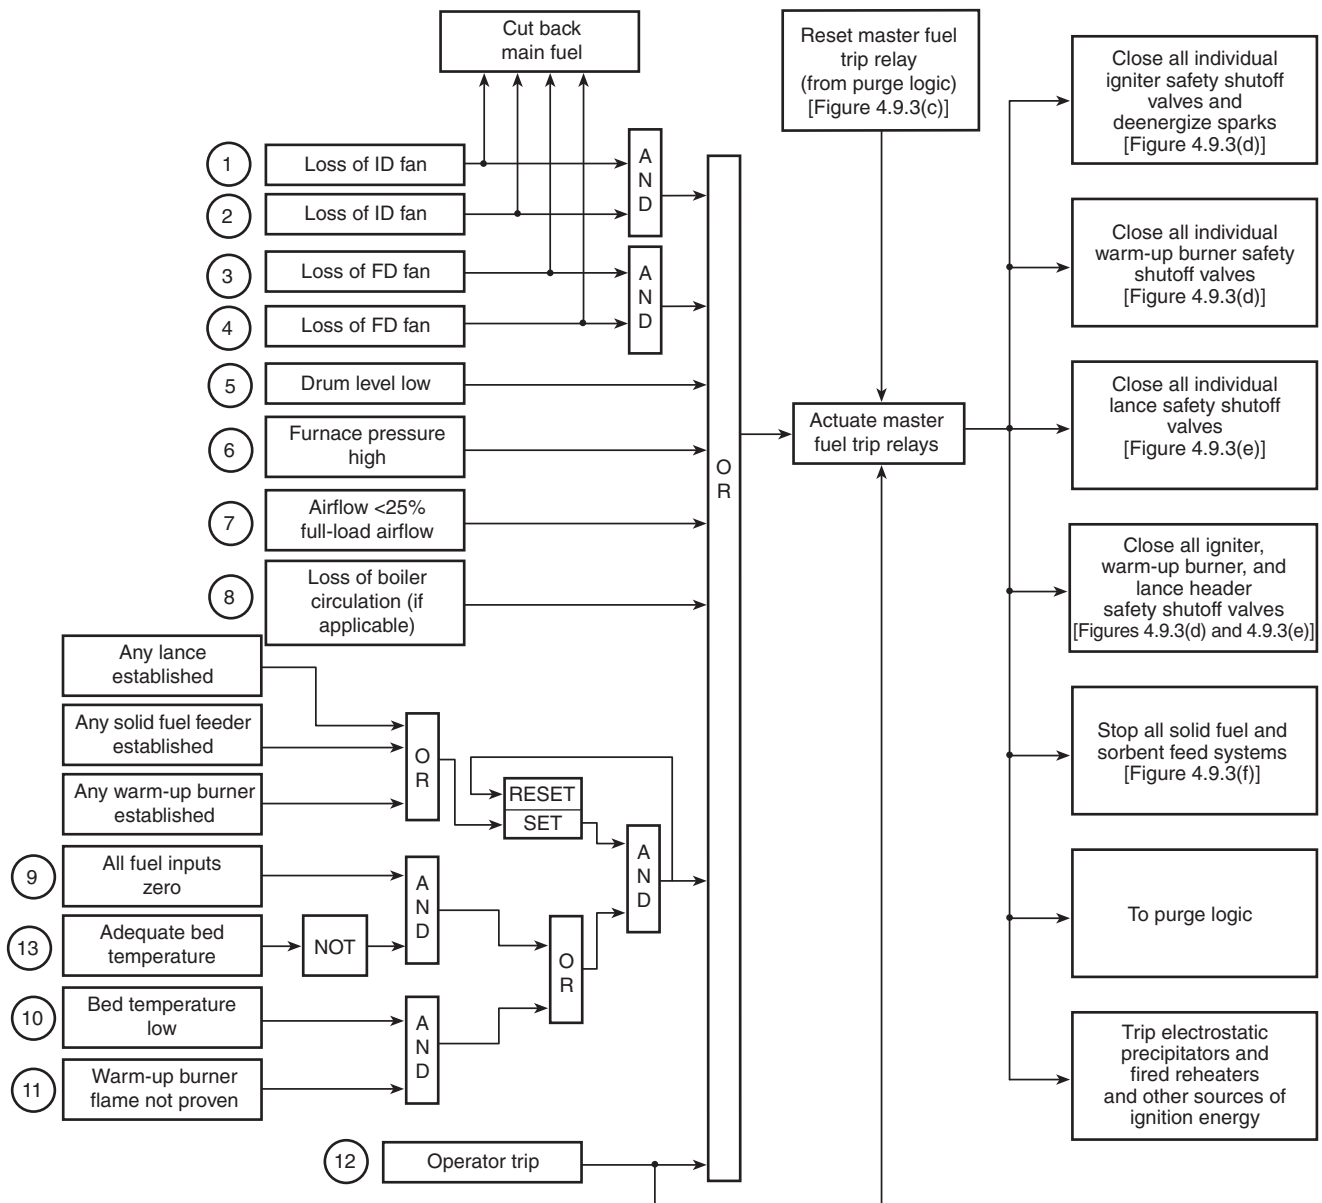 Cut back
main fuel
Reset master fuel
trip relay
(from purge logic)
[Figure 4.9.3(c)]
Close all individual
igniter safety shutoff
valves and
deenergize sparks
[Figure 4.9.3(d)]
1
Loss of ID fan
2
Loss of ID fan
AND
3
Loss of FD fan
4
Loss of FD fan
AND
5
Drum level low
6
Furnace pressure
high
7
Airflow <25%
full-load airflow
8
Loss of boiler
circulation (if
applicable)
OR
Actuate master
fuel trip relays
Close all individual
warm-up burner safety
shutoff valves
[Figure 4.9.3(d)]
Close all individual
lance safety shutoff
valves
[Figure 4.9.3(e)]
Close all igniter,
warm-up burner, and
lance header
safety shutoff valves
[Figures 4.9.3(d) and 4.9.3(e)]
Any lance
established
Any solid fuel feeder
established
Any warm-up burner
established
OR
RESET
SET
AND
9
All fuel inputs
zero
13
Adequate bed
temperature
NOT
AND
OR
10
Bed temperature
low
11
Warm-up burner
flame not proven
AND
12
Operator trip
Stop all solid fuel and
sorbent feed systems
[Figure 4.9.3(f)]
To purge logic
Trip electrostatic
precipitators and
fired reheaters
and other sources of
ignition energy